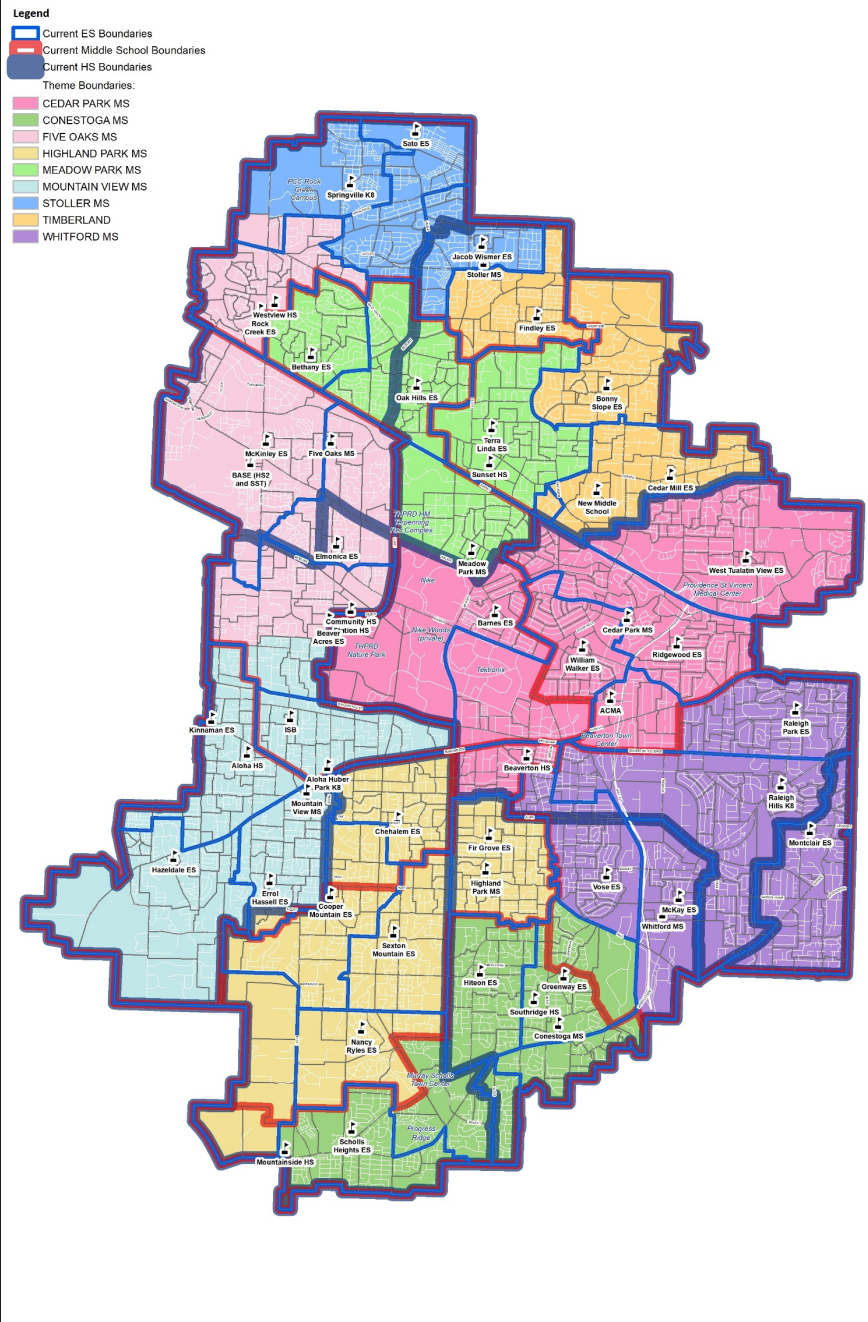 Legend
Current ES Boundaries
Current Middle School Boundaries
Current HS Boundaries
Theme Boundaries:
CEDAR PARK MS
CONESTOGA MS
FIVE OAKS MS
HIGHLAND PARK MS
MEADOW PARK MS
MOUNTAIN VIEW MS
STOLLER MS
TIMBERLAND
WHITFORD MS
Sato ES
PCC Rock
Creek
Campus
Springville K8
Jacob Wismer ES
Stoller MS
Westview HS
Rock
Creek ES
Findley ES
Bethany ES
Oak Hills ES
Bonny
Slope ES
Terra
Linda ES
Sunset HS
McKinley ES
Five Oaks MS
BASE (HS2
and SST)
Cedar Mill ES
New Middle
School
THPRD HM
Terpenning
Rec Complex
Elmonica ES
Meadow
Park MS
West Tualatin View ES
Nike
Providence St Vincent
Medical Center
Community HS
Beaver
Acres ES
Nike Woods
(private)
Barnes ES
Cedar Park MS
THPRD
Nature Park
Ridgewood ES
William
Walker ES
Tektronix
ACMA
Kinnaman ES
ISB
Raleigh
Park ES
Beaverton Town
Center
Aloha HS
Beaverton HS
Aloha Huber
Park K8
Mountain
View MS
Raleigh
Hills K8
Chehalem ES
Fir Grove ES
Montclair ES
Hazeldale ES
Highland
Park MS
Errol
Hassell ES
Vose ES
Cooper
Mountain ES
McKay ES
Whitford MS
Sexton
Mountain ES
Hiteon ES
Greenway ES
Southridge HS
Conestoga MS
Nancy
Ryles ES
Murray Scholls
Town Center
Progress
Ridge
Scholls
Heights ES
Mountainside HS